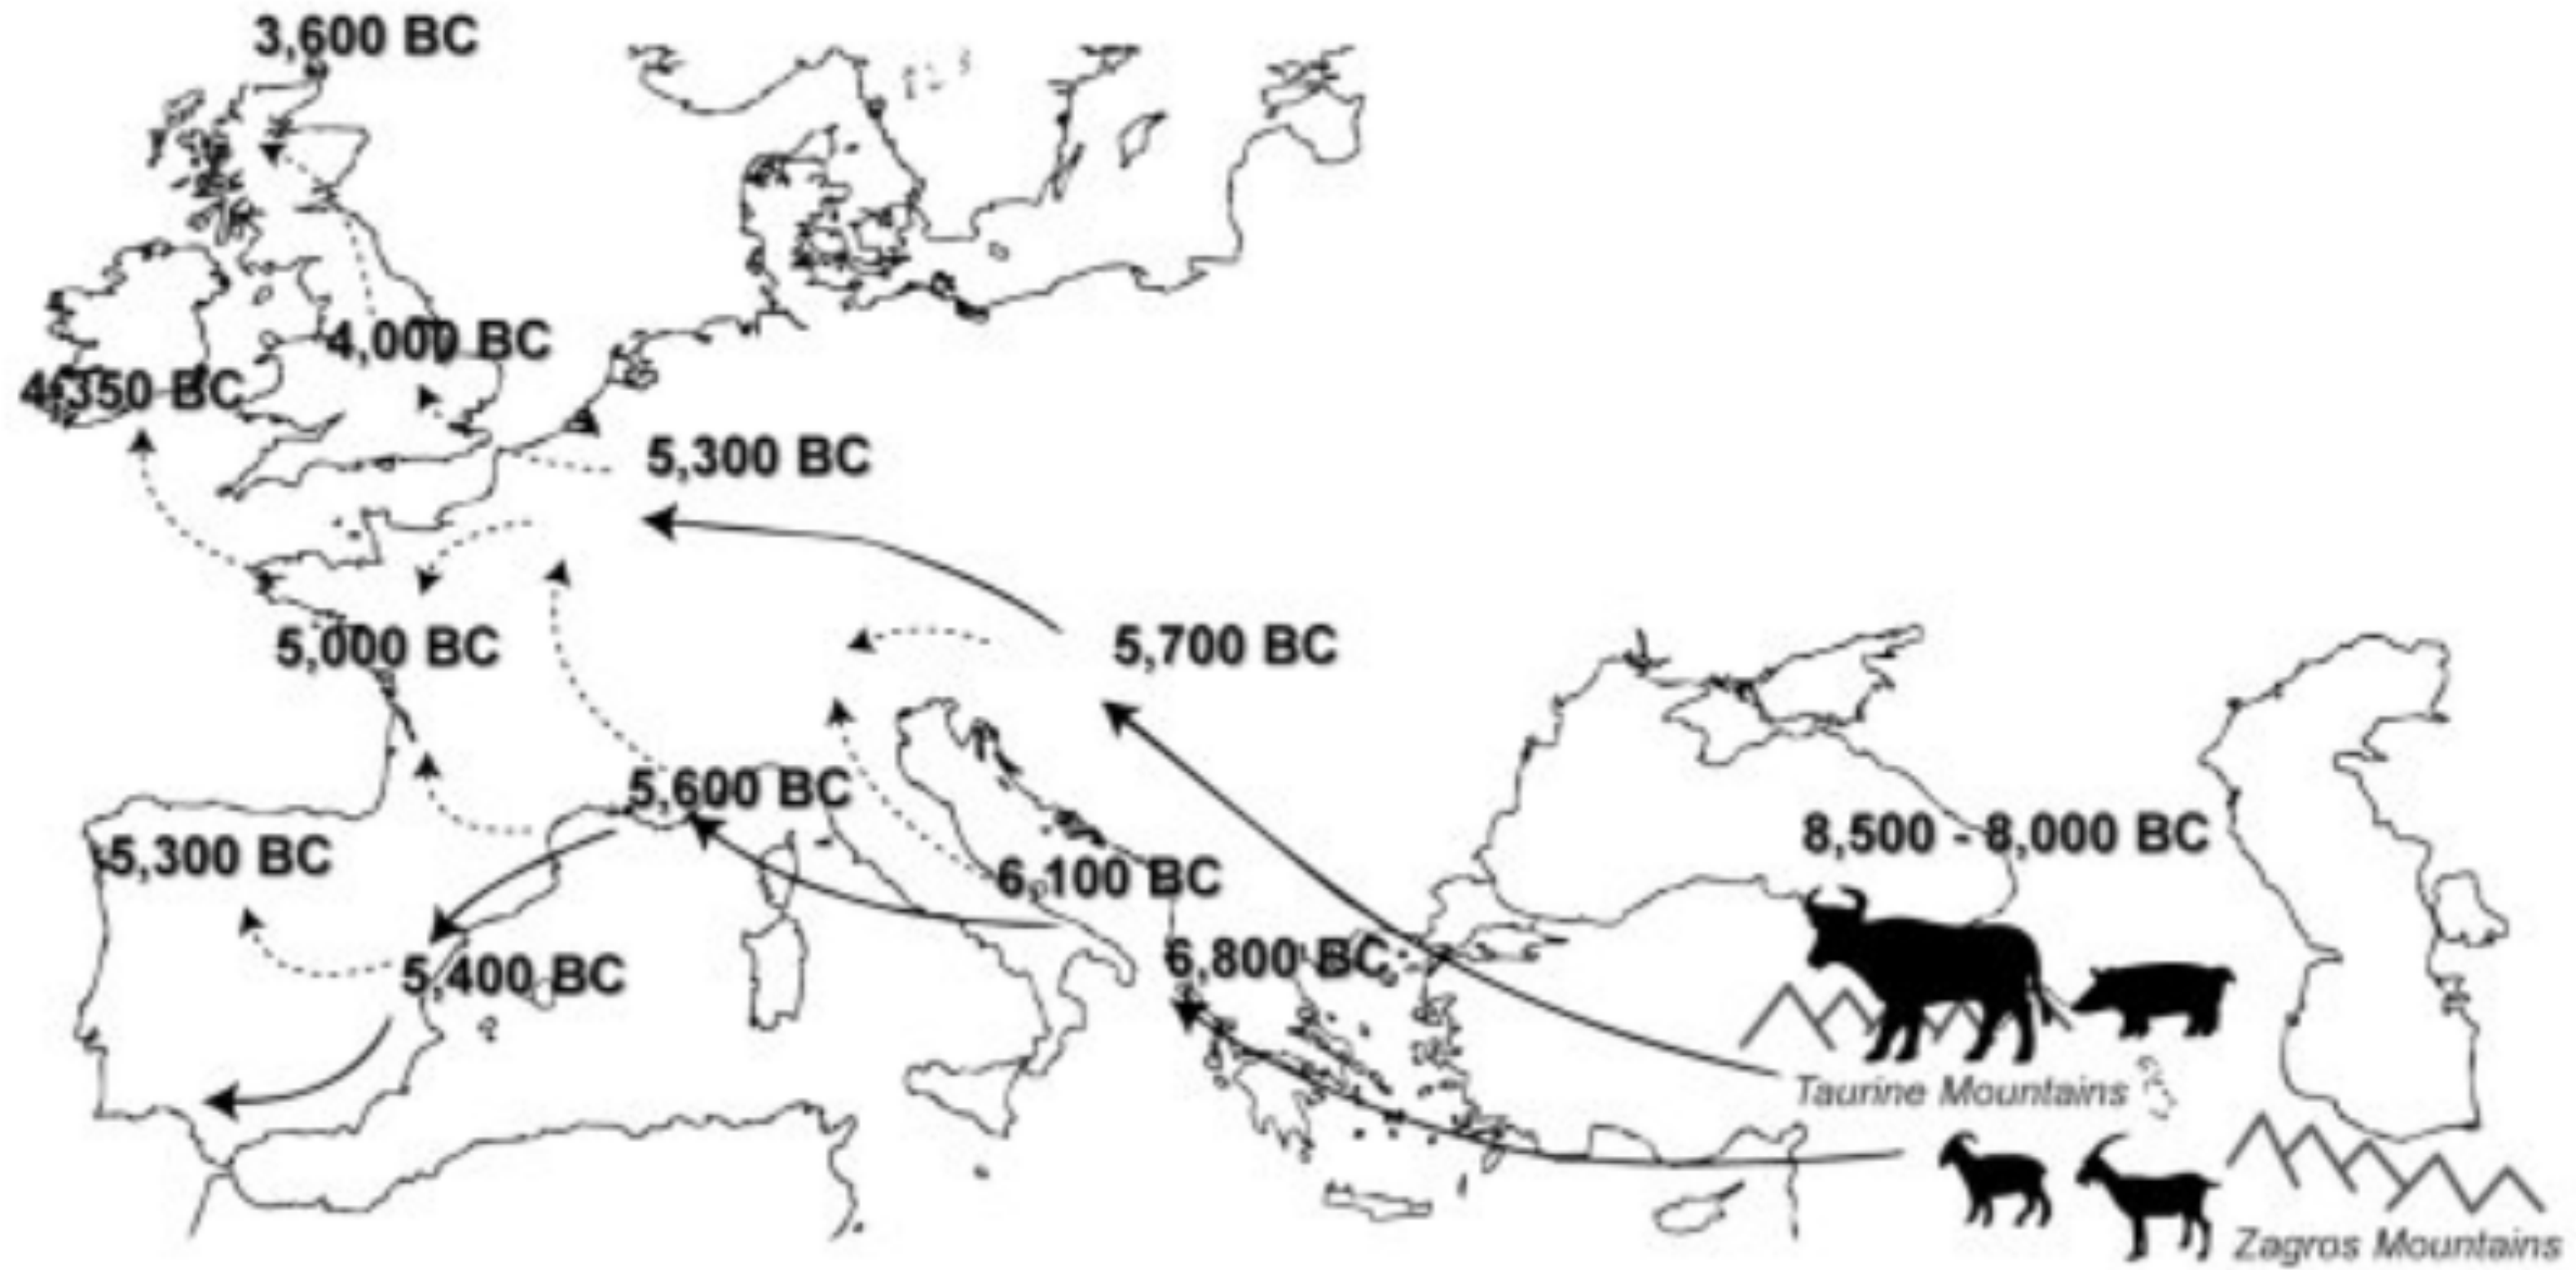 3,600 BC
4,000 BC
4,350 BC
5,300 BC
5,000 BC
5,700 BC
5,600 BC
8,500 - 8,000 BC
5,300 BC
6,100 BC
6,800 BC
5,400 BC
Taurine Mountains
Zagros Mountains